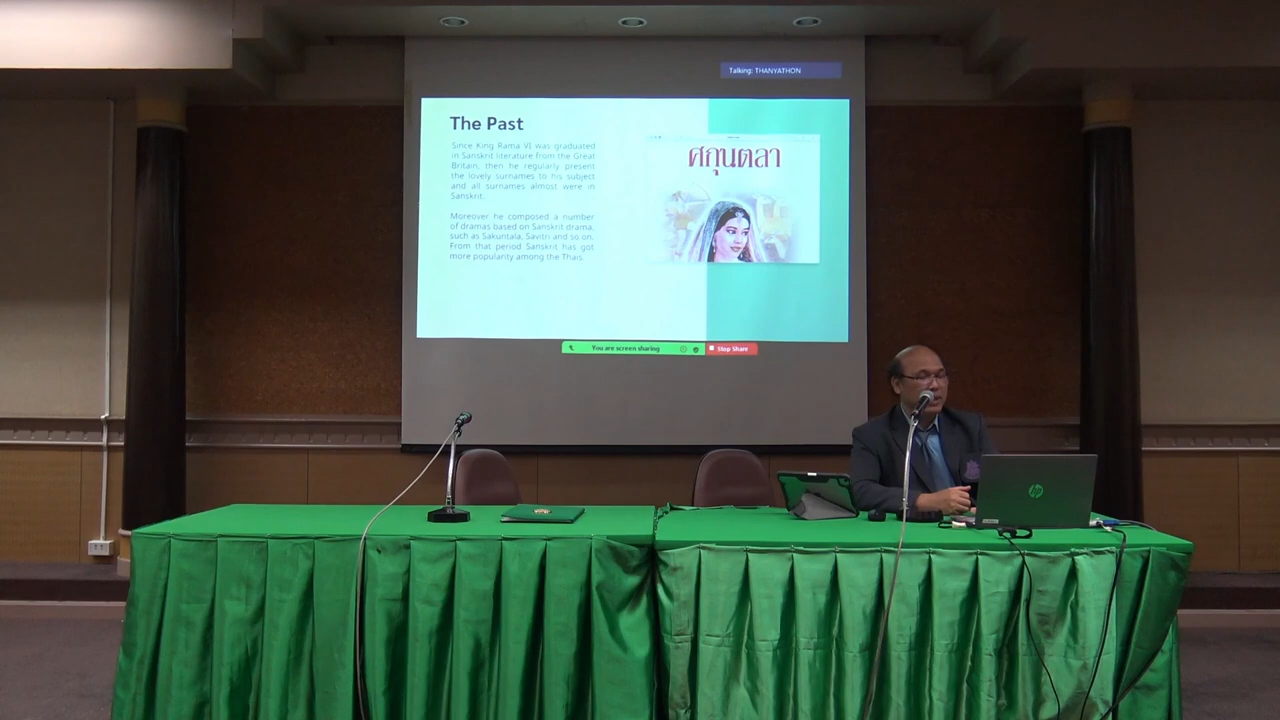 Talking: THANYATHON
The Past
Since King Rama VI was graduated
in Sanskrit literature from the Great
Britain, then he regularly present
the lovely surnames to his subject
and all surnames almost were in
Sanskrit.
Moreover he composed a number
of dramas based on Sanskrit drama,
such as Sakuntala, Savitri and so on.
From that period Sanskrit has got
more popularity among the Thais
ศกุนตลา
You are screen sharing
Stop Share
hp